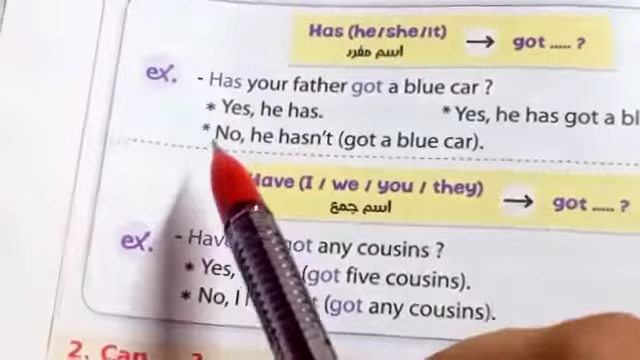 Has (he/she/it) → got ..... ?
اسم مفرد
ex. - Has your father got a blue car ?
* Yes, he has. * Yes, he has got a bl
* No, he hasn't (got a blue car).
Have (I / we / you / they) → got ..... ?
اسم جمع
ex. - Hav got any cousins ?
* Yes, (got five cousins).
* No, I (got any cousins).
2. Can ?